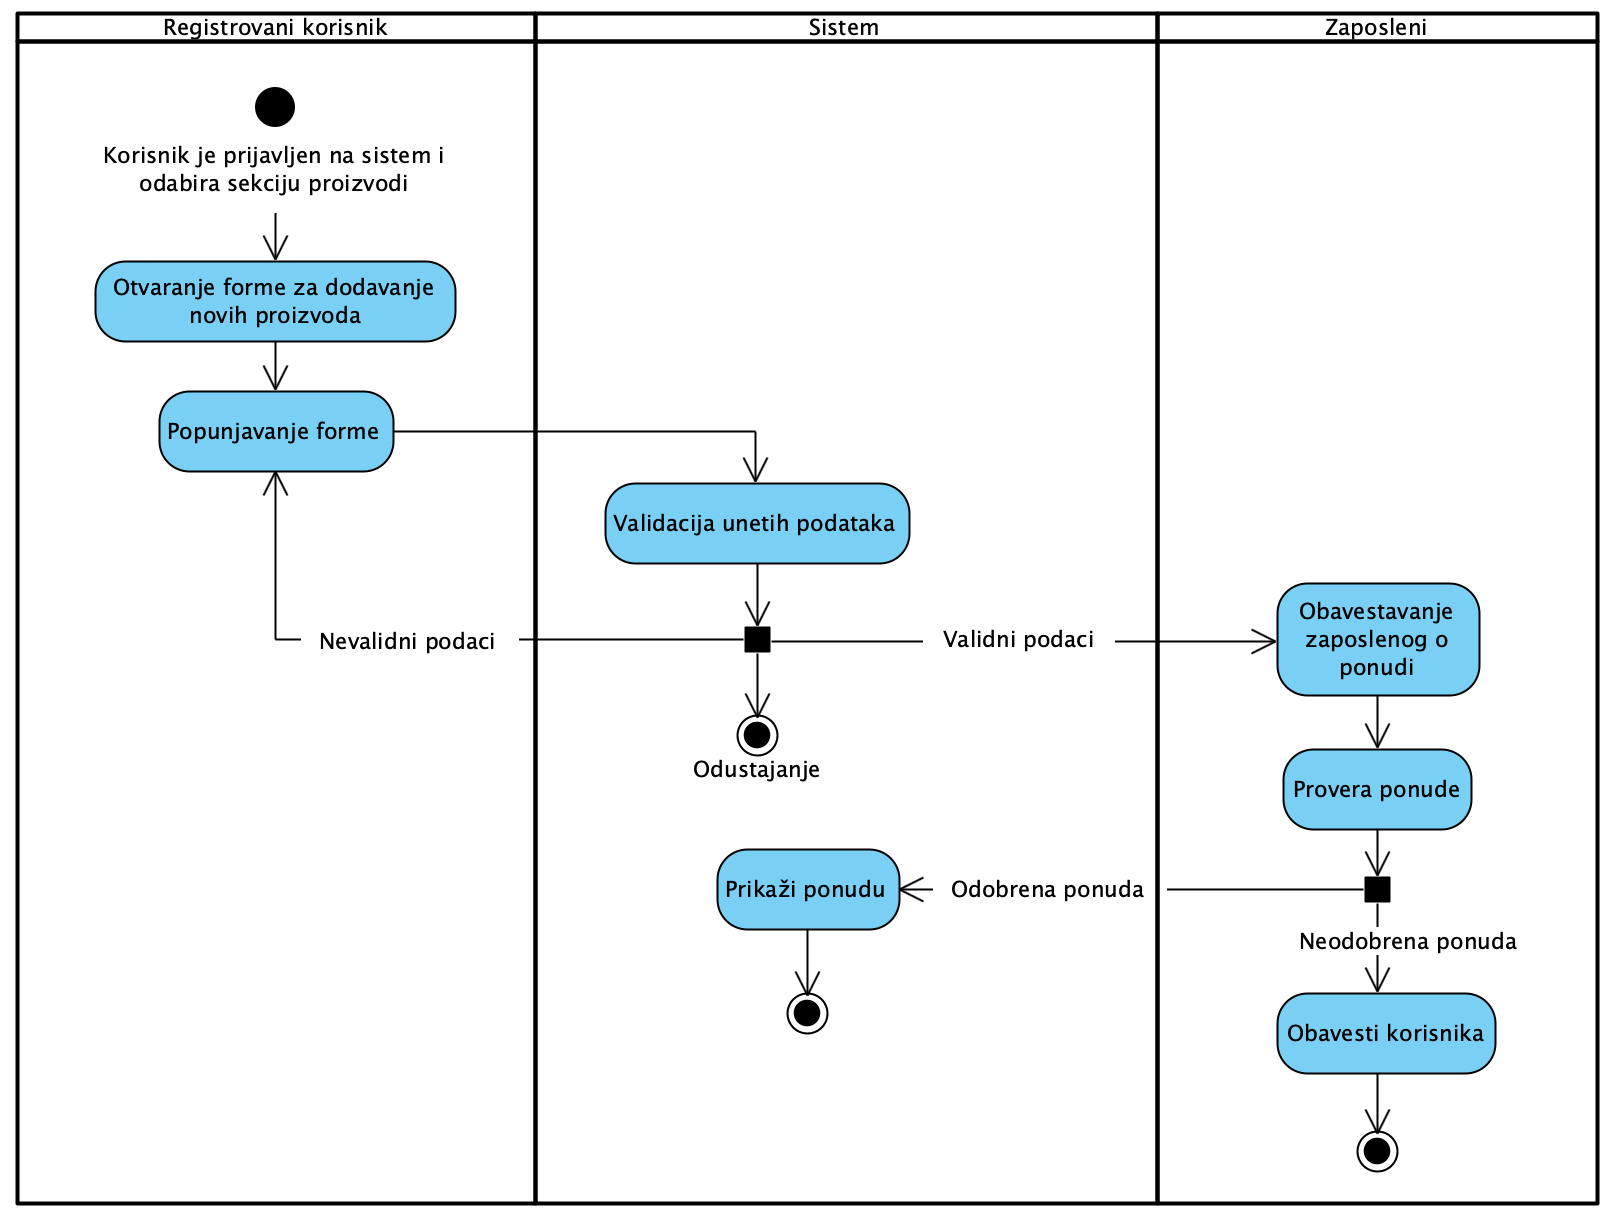 Registrovani korisnik
Sistem
Zaposleni
Korisnik je prijavljen na sistem i
odabira sekciju proizvodi
Otvaranje forme za dodavanje
novih proizvoda
Popunjavanje forme
Validacija unetih podataka
Nevalidni podaci
Validni podaci
Obavestavanje
zaposlenog o
ponudi
Odustajanje
Provera ponude
Prikaži ponudu
Odobrena ponuda
Neodobrena ponuda
Obavesti korisnika